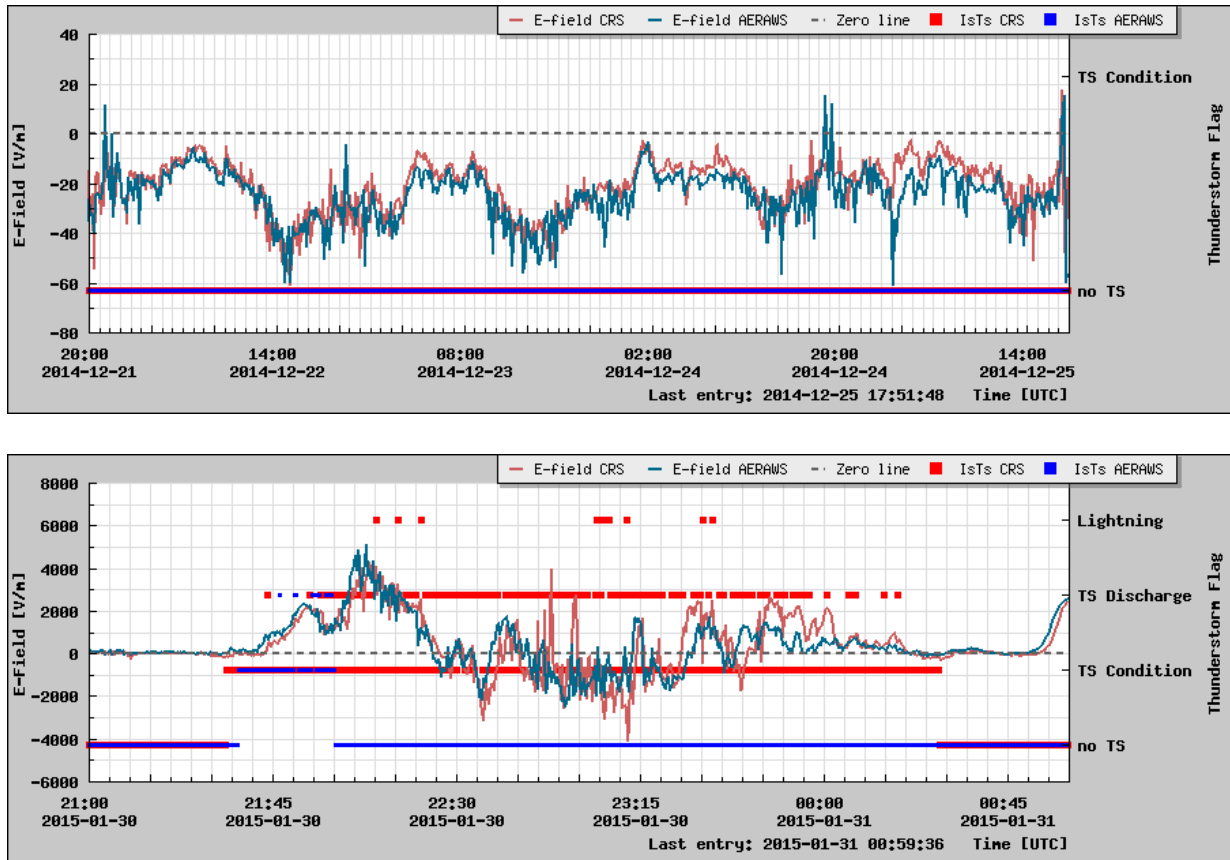 E-field CRS E-field AERAWS Zero line IsTs CRS IsTs AERAWS
40
20
0
-20
-40
-60
-80
E-Field [V/m]
TS Condition
no TS
Thunderstorn Flag
20:00 14:00 08:00 02:00 20:00 14:00
2014-12-21 2014-12-22 2014-12-23 2014-12-24 2014-12-24 2014-12-25
Last entry: 2014-12-25 17:51:48 Time [UTC]
E-field CRS E-field AERAWS Zero line IsTs CRS IsTs AERAWS
8000
6000
4000
2000
0
-2000
-4000
-6000
E-Field [V/m]
Lightning
TS Discharge
TS Condition
no TS
Thunderstorn Flag
21:00 21:45 22:30 23:15 00:00 00:45
2015-01-30 2015-01-30 2015-01-30 2015-01-30 2015-01-31 2015-01-31
Last entry: 2015-01-31 00:59:36 Time [UTC]